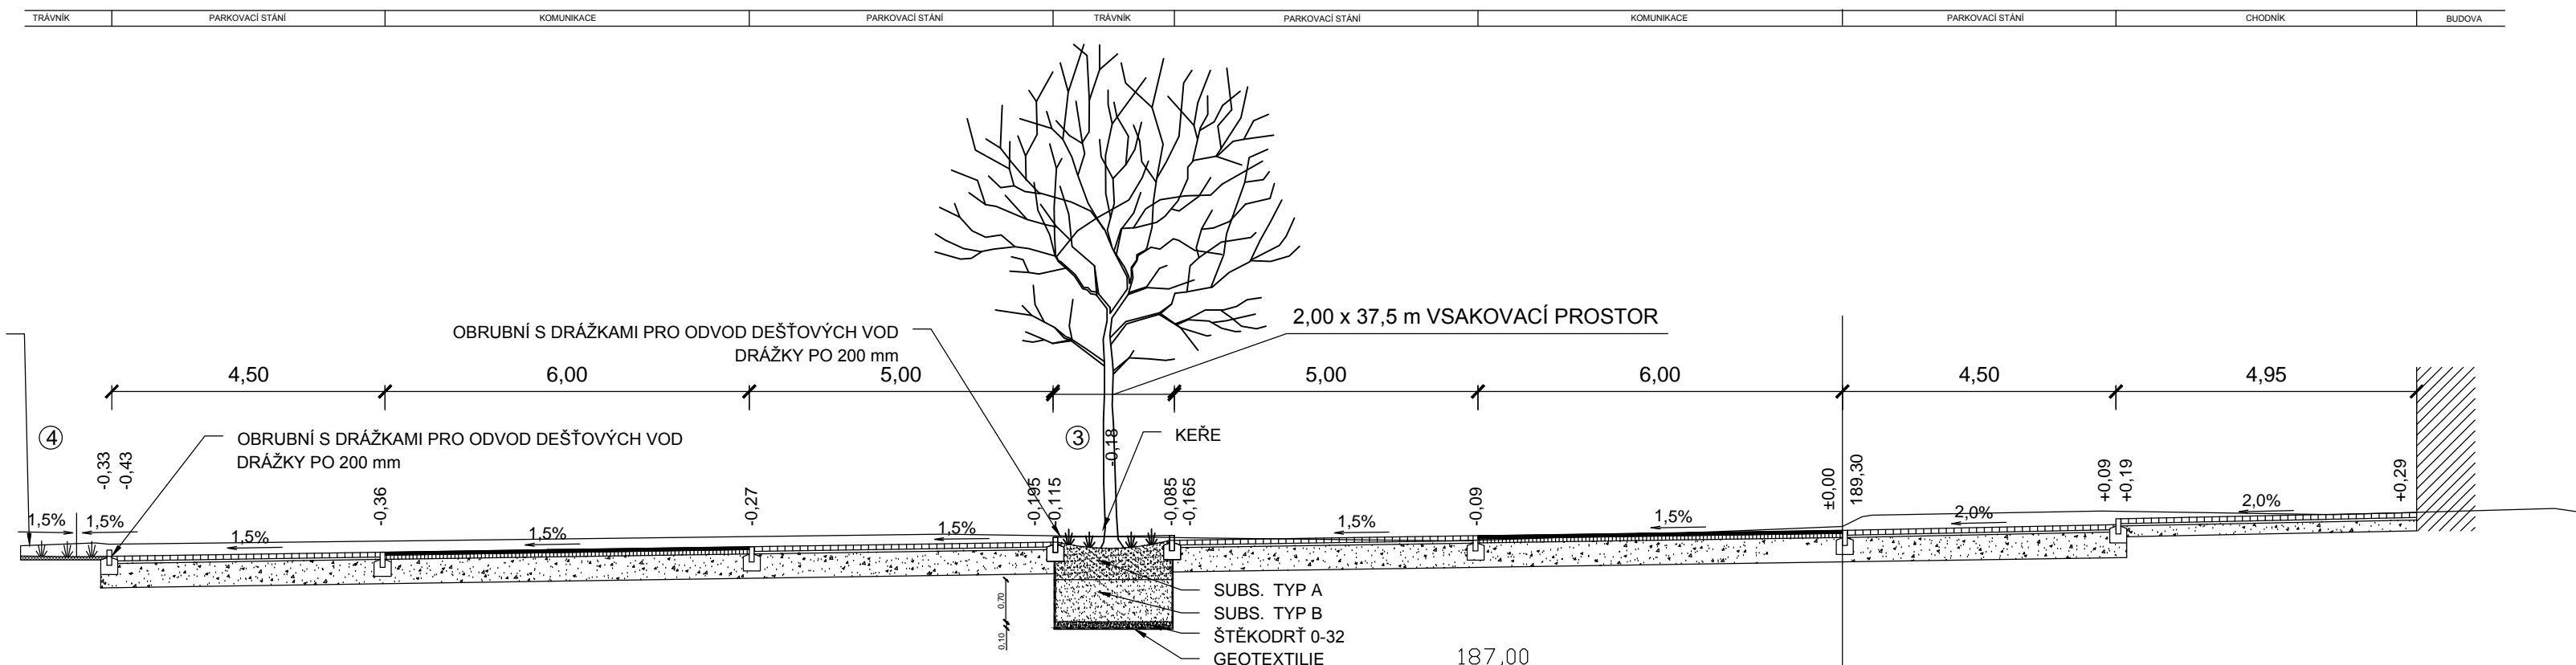 TRÁVNÍK PARKOVACÍ STÁNÍ KOMUNIKACE PARKOVACÍ STÁNÍ TRÁVNÍK PARKOVACÍ STÁNÍ KOMUNIKACE PARKOVACÍ STÁNÍ CHODNÍK BUDOVA
2,00 x 37,5 m VSAKOVACÍ PROSTOR
OBRUBNÍ S DRÁŽKAMI PRO ODVOD DEŠŤOVÝCH VOD
DRÁŽKY PO 200 mm
4,50 6,00 5,00 5,00 6,00 4,50 4,95
4 3 KEŘE
OBRUBNÍ S DRÁŽKAMI PRO ODVOD DEŠŤOVÝCH VOD
DRÁŽKY PO 200 mm
-0,33
-0,43
-0,36
-0,27
-0,195
-0,115
-0,18
-0,085
-0,165
-0,09
±0,00
189,30
+0,09
+0,19
+0,29
1,5% 1,5% 1,5% 1,5% 1,5% 1,5% 1,5% 2,0% 2,0%
0,70
0,10
SUBS. TYP A
SUBS. TYP B
ŠTĚKODRŤ 0-32
GEOTEXTILIE
187,00